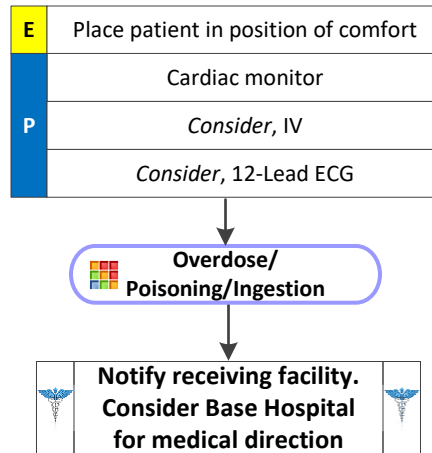 E
Place patient in position of comfort
P
Cardiac monitor
Consider, IV
Consider, 12-Lead ECG
Overdose/
Poisoning/Ingestion
Notify receiving facility.
Consider Base Hospital
for medical direction